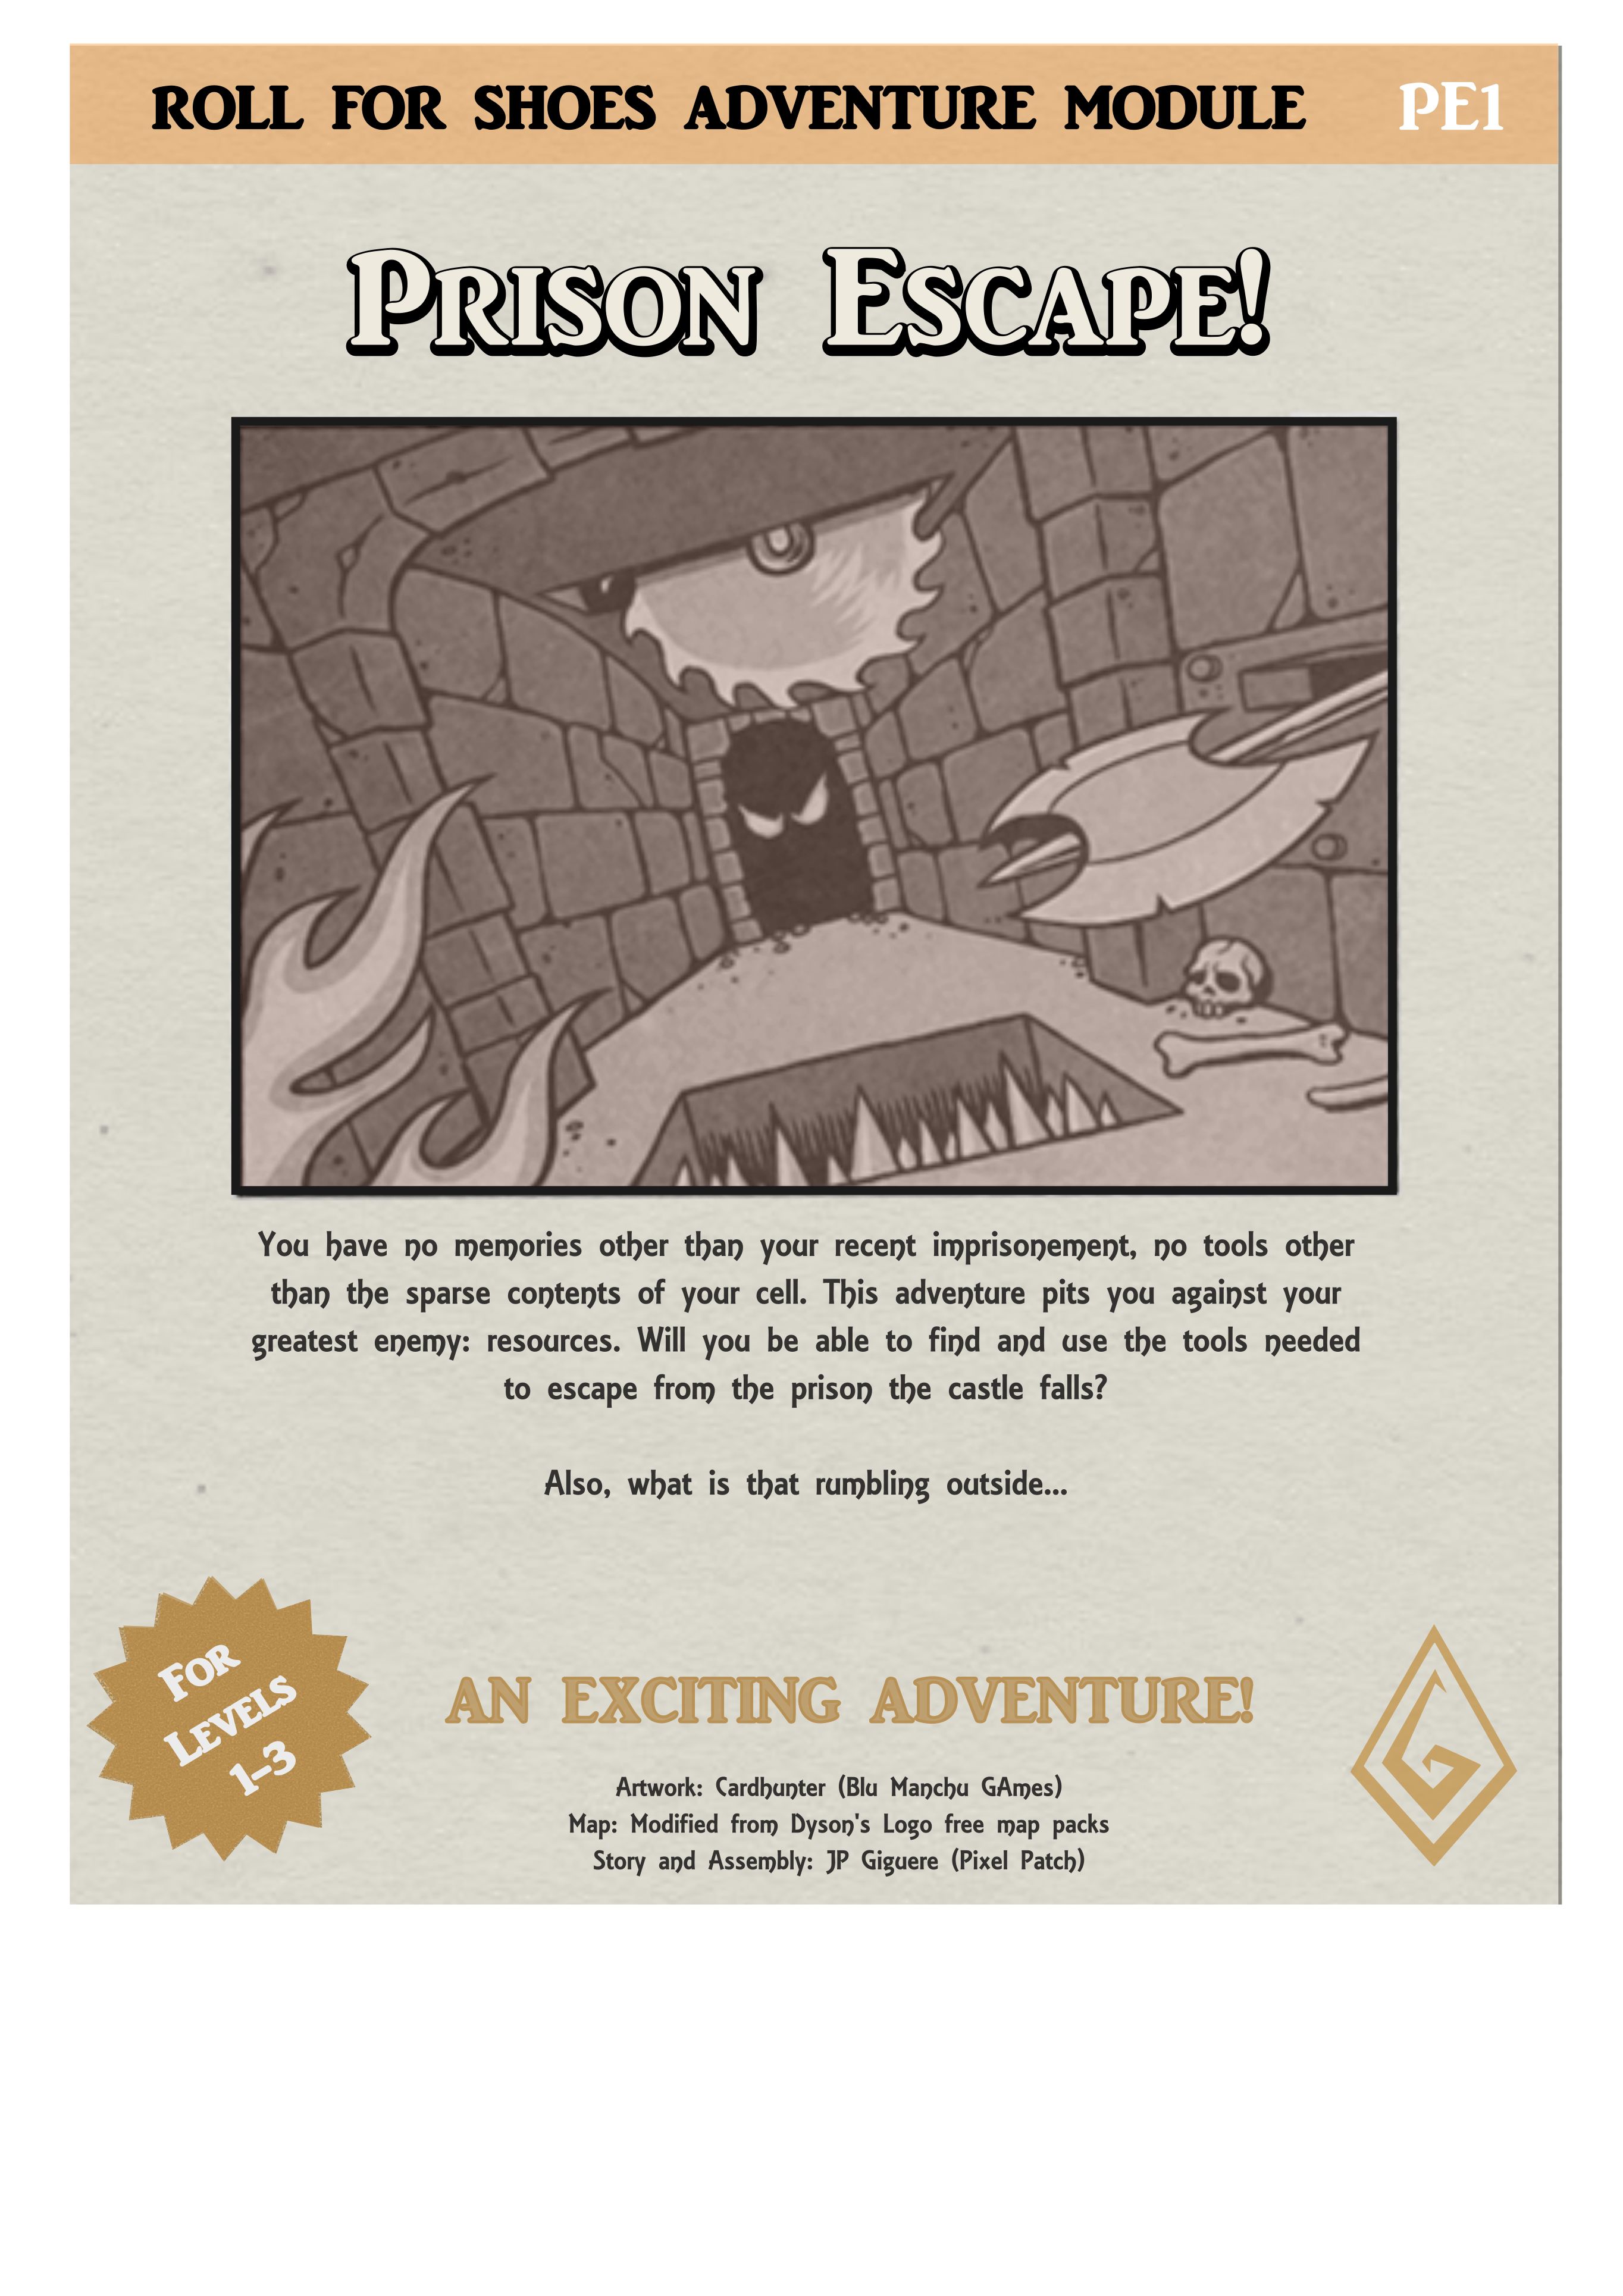 ROLL FOR SHOES ADVENTURE MODULE PE1
PRISON ESCAPE!
You have no memories other than your recent imprisonement, no tools other
than the sparse contents of your cell. This adventure pits you against your
greatest enemy: resources. Will you be able to find and use the tools needed
to escape from the prison the castle falls?
Also, what is that rumbling outside...
FOR
LEVELS
1-3
AN EXCITING ADVENTURE!
Artwork: Cardhunter (Blu Manchu GAmes)
Map: Modified from Dyson's Logo free map packs
Story and Assembly: JP Giguere (Pixel Patch)